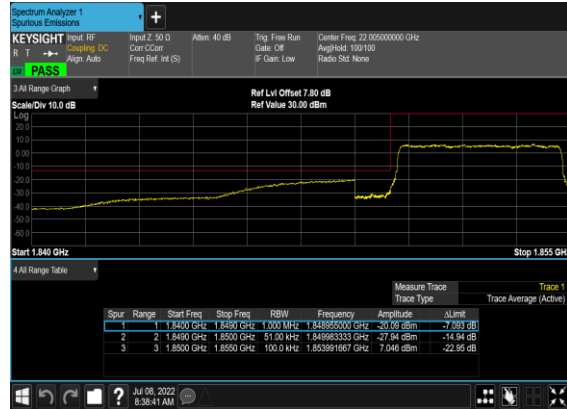 Spectrum Analyzer 1
Spurious Emissions
+
KEYSIGHT Input: RF Input Z: 50 Ω Atten: 40 dB Trig: Free Run Center Freq: 22.005000000 GHz
R T Coupling: DC Corr CCorr Gate: Off Avg|Hold: 100/100
Align: Auto Freq Ref: Int (S) IF Gain: Low Radio Std: None
PASS
3 All Range Graph
Ref Lvl Offset 7.80 dB
Scale/Div 10.0 dB Ref Value 30.00 dBm
Log
20.0
10.0
0.00
-10.0
-20.0
-30.0
-40.0
-50.0
-60.0
Start 1.840 GHz Stop 1.855 GH
4 All Range Table
Measure Trace Trace 1
Trace Type Trace Average (Active)
Spur Range Start Freq Stop Freq RBW Frequency Amplitude ΔLimit
1 1 1.8400 GHz 1.8490 GHz 1.000 MHz 1.848955000 GHz -20.09 dBm -7.093 dB
2 2 1.8490 GHz 1.8500 GHz 51.00 kHz 1.849983333 GHz -27.94 dBm -14.94 dB
3 3 1.8500 GHz 1.8550 GHz 100.0 kHz 1.853991667 GHz 7.046 dBm -22.95 dB
? Jul 08, 2022
8:38:41 AM